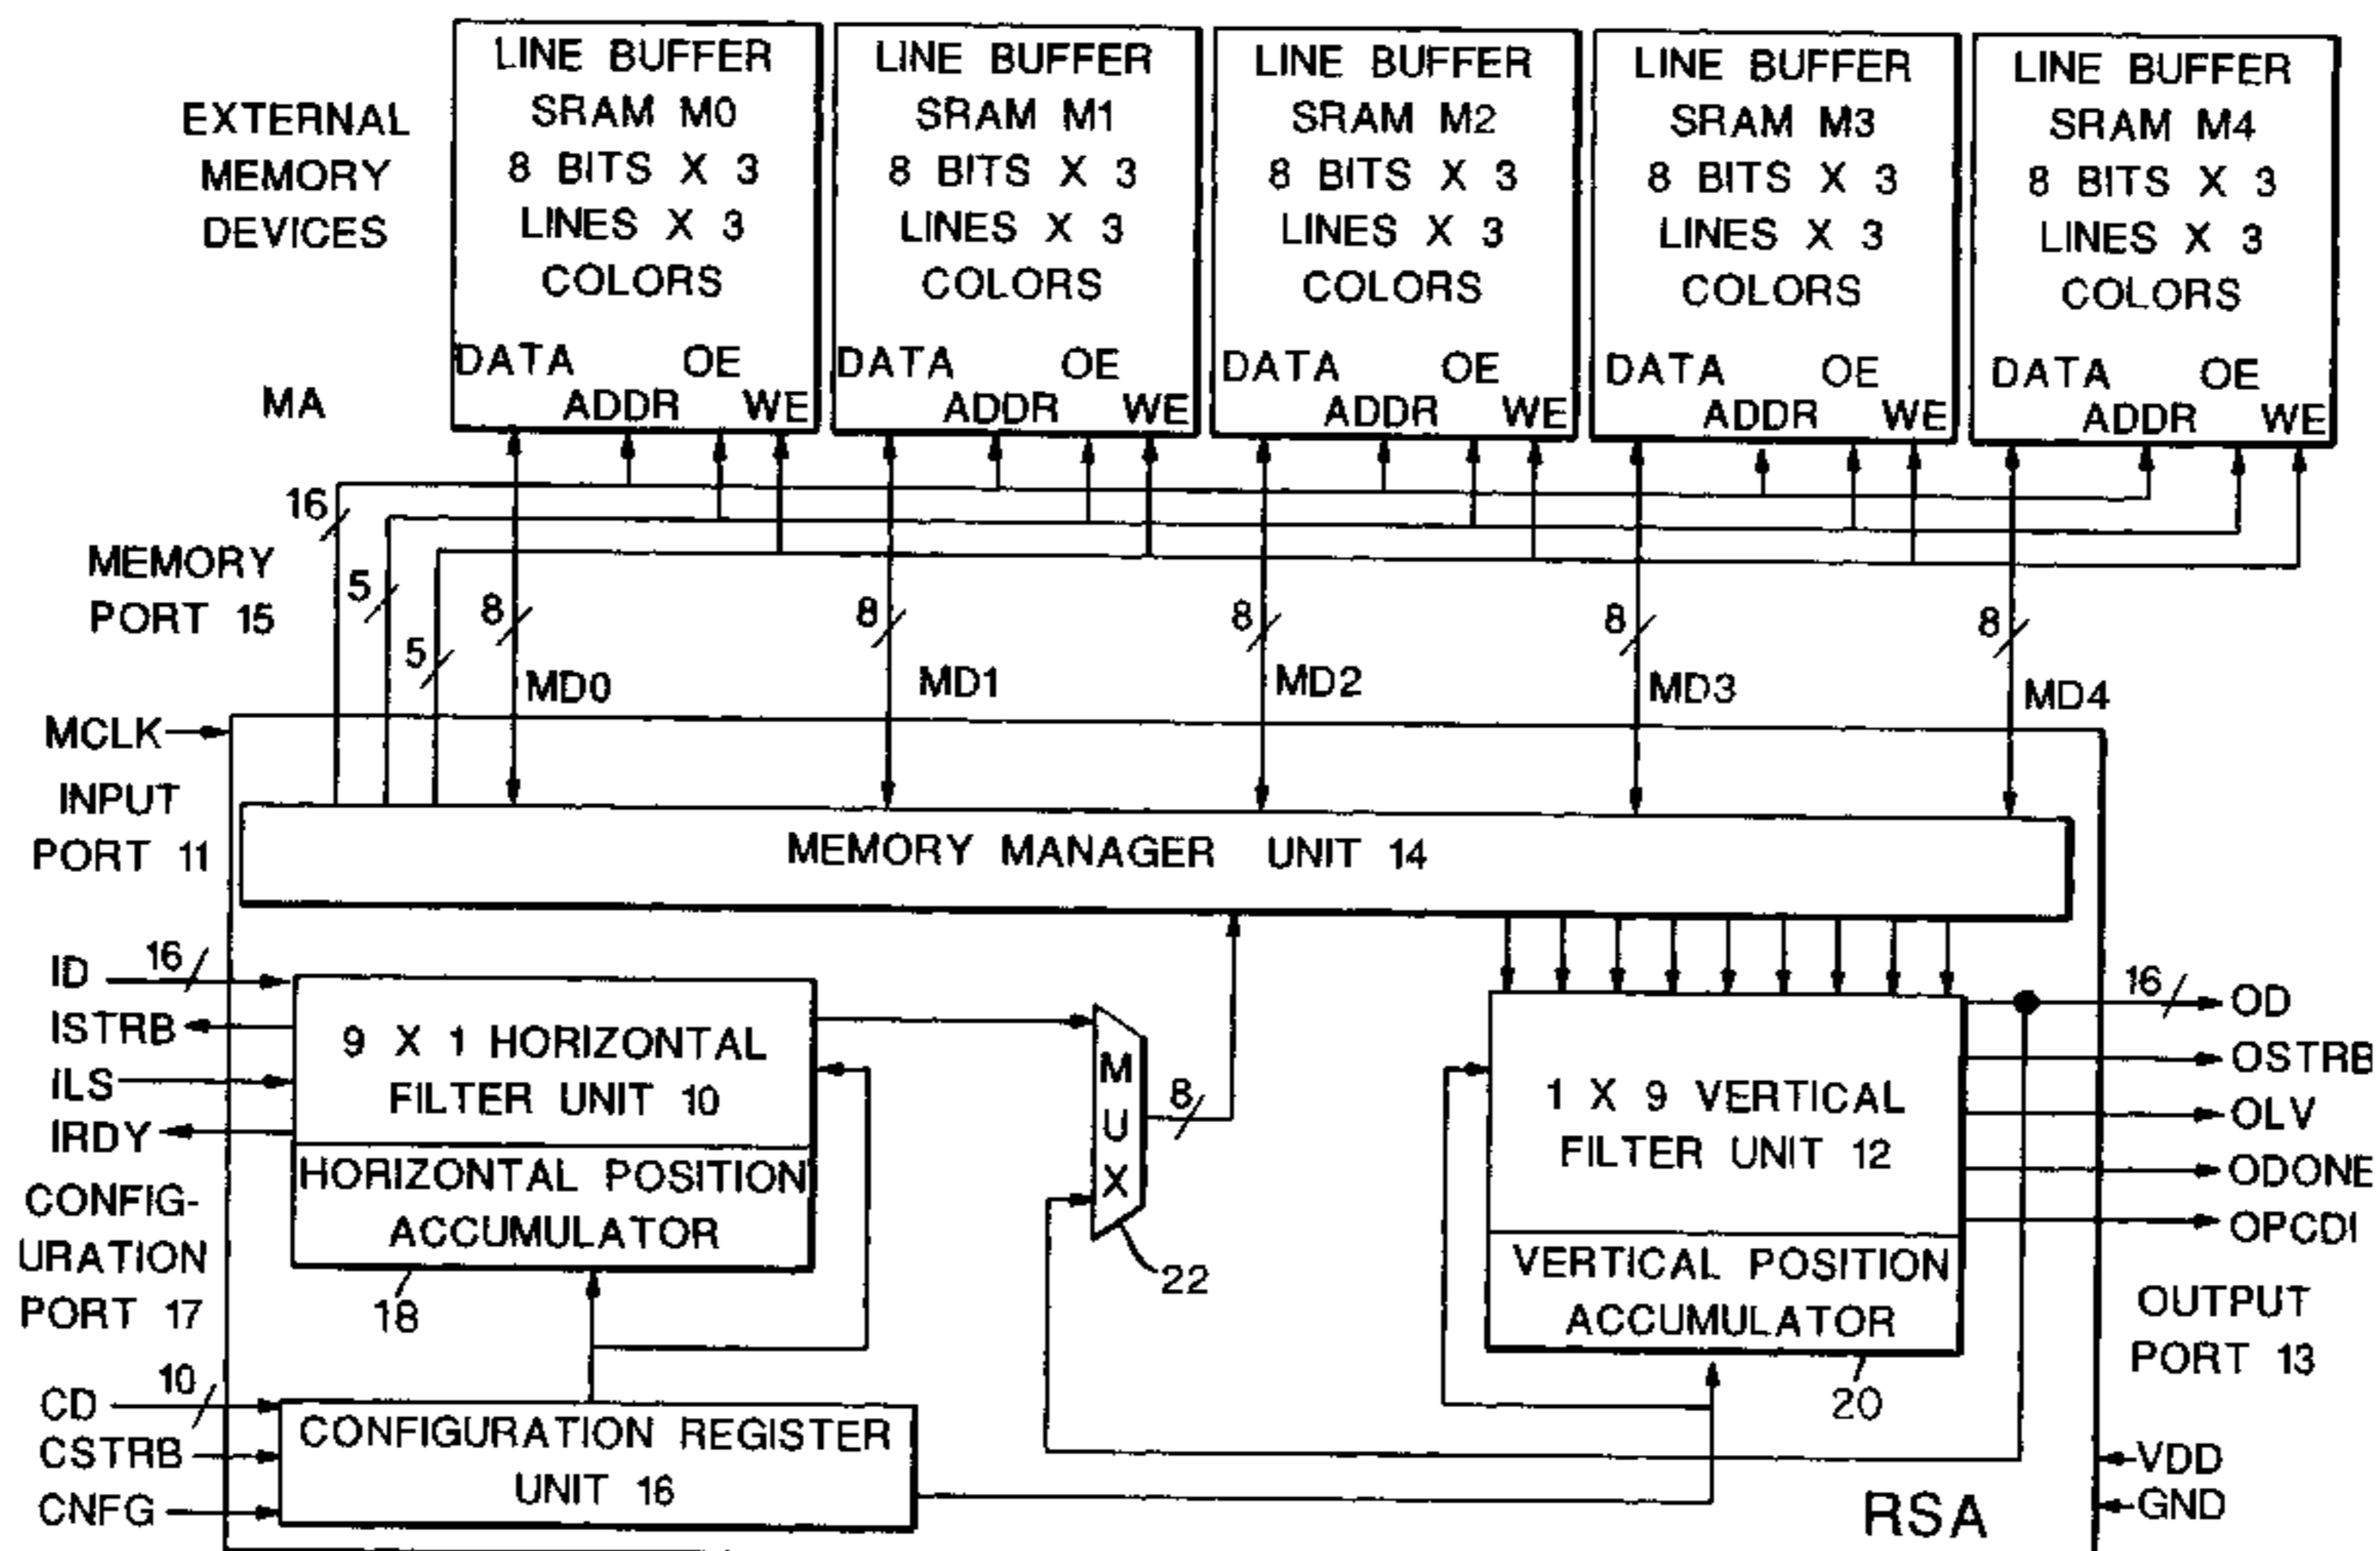 EXTERNAL
MEMORY
DEVICES
LINE BUFFER
SRAM M0
8 BITS X 3
LINES X 3
COLORS
DATA
OE
ADDR
WE
LINE BUFFER
SRAM M1
8 BITS X 3
LINES X 3
COLORS
DATA
OE
ADDR
WE
LINE BUFFER
SRAM M2
8 BITS X 3
LINES X 3
COLORS
DATA
OE
ADDR
WE
LINE BUFFER
SRAM M3
8 BITS X 3
LINES X 3
COLORS
DATA
OE
ADDR
WE
LINE BUFFER
SRAM M4
8 BITS X 3
LINES X 3
COLORS
DATA
OE
ADDR
WE
MA
16
5
5
MEMORY
PORT 15
8
8
8
8
8
MD0
MD1
MD2
MD3
MD4
MCLK
INPUT
PORT 11
MEMORY MANAGER UNIT 14
ID
16
ISTRB
ILS
IRDY
9 X 1 HORIZONTAL
FILTER UNIT 10
HORIZONTAL POSITION
ACCUMULATOR
18
MUX
8
22
1 X 9 VERTICAL
FILTER UNIT 12
VERTICAL POSITION
ACCUMULATOR
20
16
OD
OSTRB
OLV
ODONE
OPCDI
OUTPUT
PORT 13
CONFIG-
URATION
PORT 17
CD
10
CSTRB
CNFG
CONFIGURATION REGISTER
UNIT 16
VDD
GND
RSA